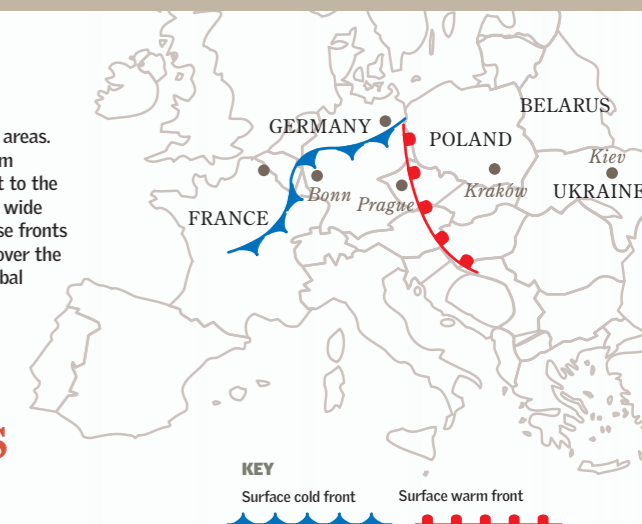 areas.
m
t to the
wide
se fronts
over the
bal
s
GERMANY
BELARUS
POLAND
Kiev
Bonn
Prague
Kraków
UKRAINE
FRANCE
KEY
Surface cold front
Surface warm front